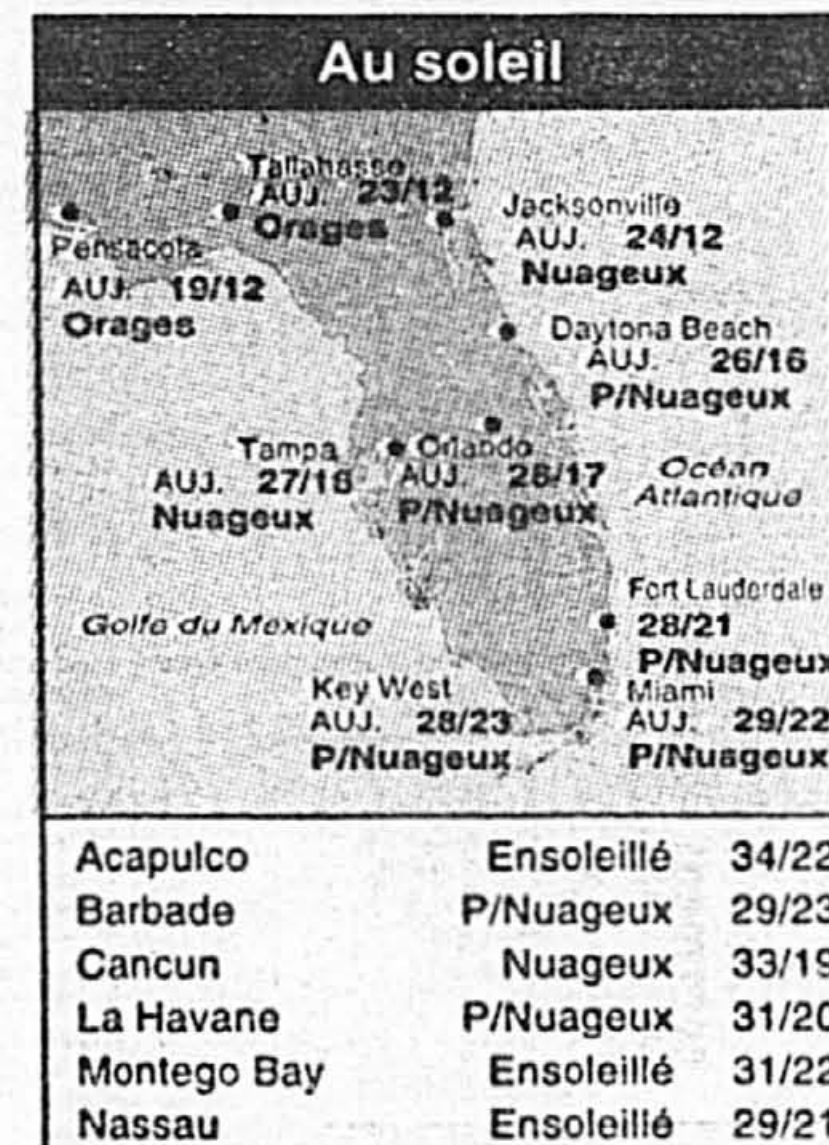 Au soleil
Tallahasse
AUJ. 23/12
Orages
Pensacola
AUJ. 19/12
Orages
Jacksonville
AUJ. 24/12
Nuageux
Daytona Beach
AUJ. 26/16
P/Nuageux
Tampa
AUJ. 27/18
Nuageux
Orlando
AUJ. 28/17
P/Nuageux
Océan
Atlantique
Golfe du Mexique
Fort Lauderdale
28/21
P/Nuageux
Key West
AUJ. 28/23
P/Nuageux
Miami
AUJ. 29/22
P/Nuageux
Acapulco Ensoleillé 34/22
Barbade P/Nuageux 29/23
Cancun Nuageux 33/19
La Havane P/Nuageux 31/20
Montego Bay Ensoleillé 31/22
Nassau Ensoleillé 29/21